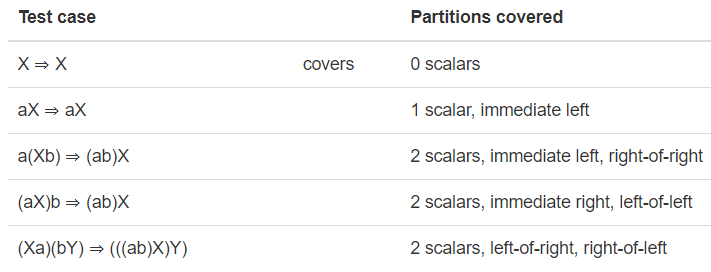 Test case Partitions covered
X ⇒ X covers 0 scalars
aX ⇒ aX 1 scalar, immediate left
a(Xb) ⇒ (ab)X 2 scalars, immediate left, right-of-right
(aX)b ⇒ (ab)X 2 scalars, immediate right, left-of-left
(Xa)(bY) ⇒ (((ab)X)Y) 2 scalars, left-of-right, right-of-left